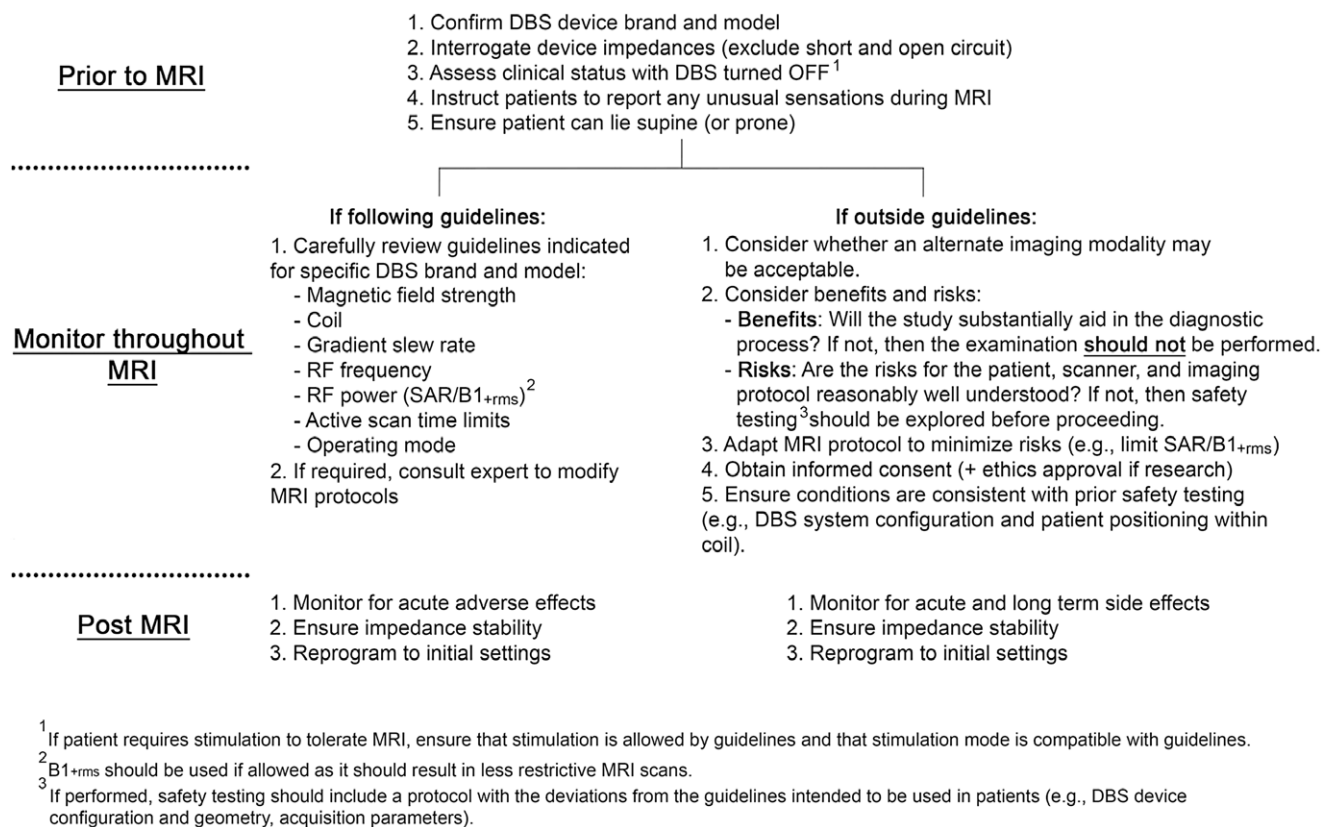 Prior to MRI
1. Confirm DBS device brand and model
2. Interrogate device impedances (exclude short and open circuit)
3. Assess clinical status with DBS turned OFF1
4. Instruct patients to report any unusual sensations during MRI
5. Ensure patient can lie supine (or prone)
Monitor throughout
MRI
If following guidelines:
1. Carefully review guidelines indicated
for specific DBS brand and model:
- Magnetic field strength
- Coil
- Gradient slew rate
- RF frequency
- RF power (SAR/B1+rms)2
- Active scan time limits
- Operating mode
2. If required, consult expert to modify
MRI protocols
If outside guidelines:
1. Consider whether an alternate imaging modality may
be acceptable.
2. Consider benefits and risks:
- Benefits: Will the study substantially aid in the diagnostic
process? If not, then the examination should not be performed.
- Risks: Are the risks for the patient, scanner, and imaging
protocol reasonably well understood? If not, then safety
testing3 should be explored before proceeding.
3. Adapt MRI protocol to minimize risks (e.g., limit SAR/B1+rms)
4. Obtain informed consent (+ ethics approval if research)
5. Ensure conditions are consistent with prior safety testing
(e.g., DBS system configuration and patient positioning within
coil).
Post MRI
1. Monitor for acute adverse effects
2. Ensure impedance stability
3. Reprogram to initial settings
1. Monitor for acute and long term side effects
2. Ensure impedance stability
3. Reprogram to initial settings
1If patient requires stimulation to tolerate MRI, ensure that stimulation is allowed by guidelines and that stimulation mode is compatible with guidelines.
2B1+rms should be used if allowed as it should result in less restrictive MRI scans.
3If performed, safety testing should include a protocol with the deviations from the guidelines intended to be used in patients (e.g., DBS device
configuration and geometry, acquisition parameters).